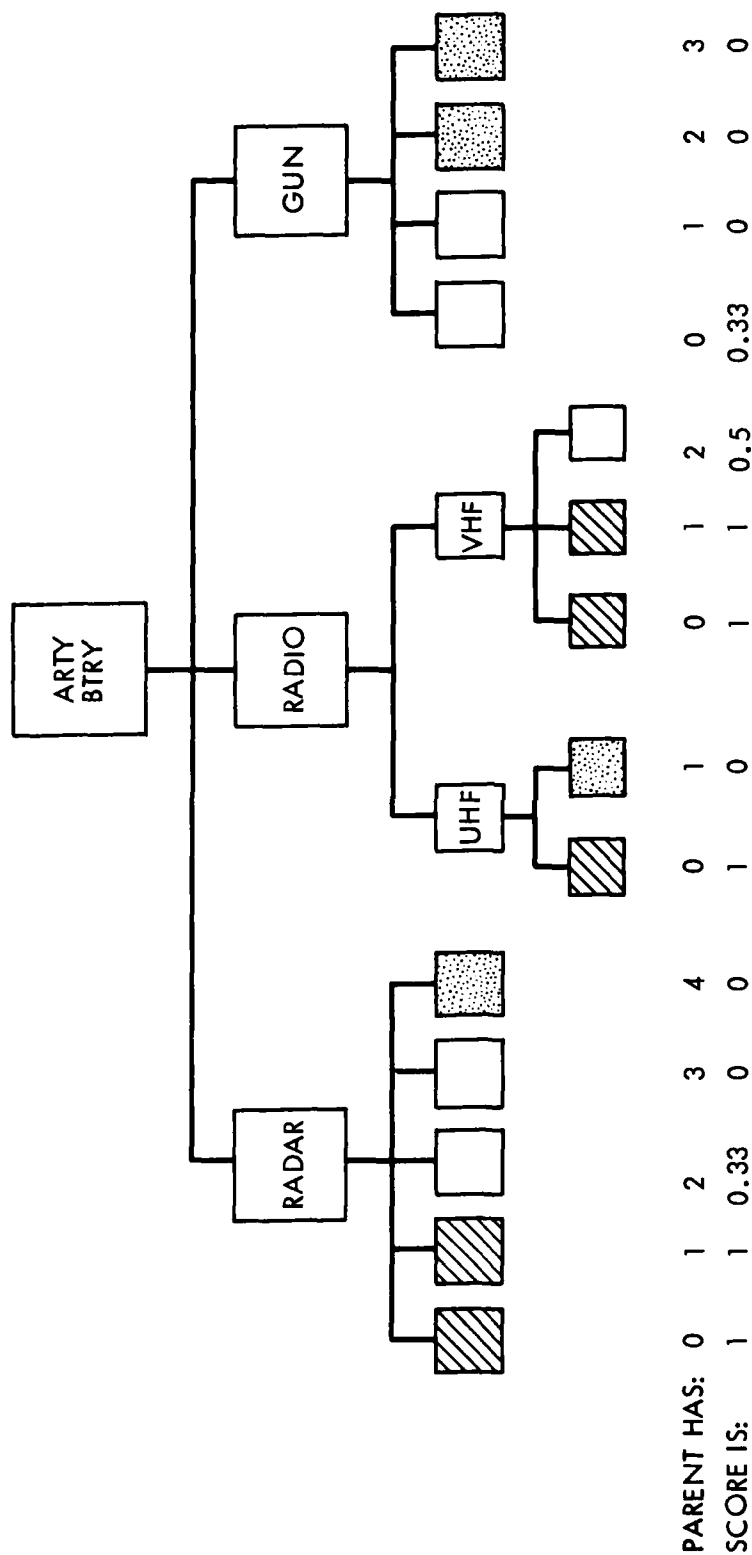 ARTY
BTRY
RADAR
RADIO
GUN
UHF
VHF
PARENT HAS: 0 1 2 3 4 0 1 0 1 2 0 1 2 3
SCORE IS: 1 1 0.33 0 0 1 0 1 1 0.5 0.33 0 0 0